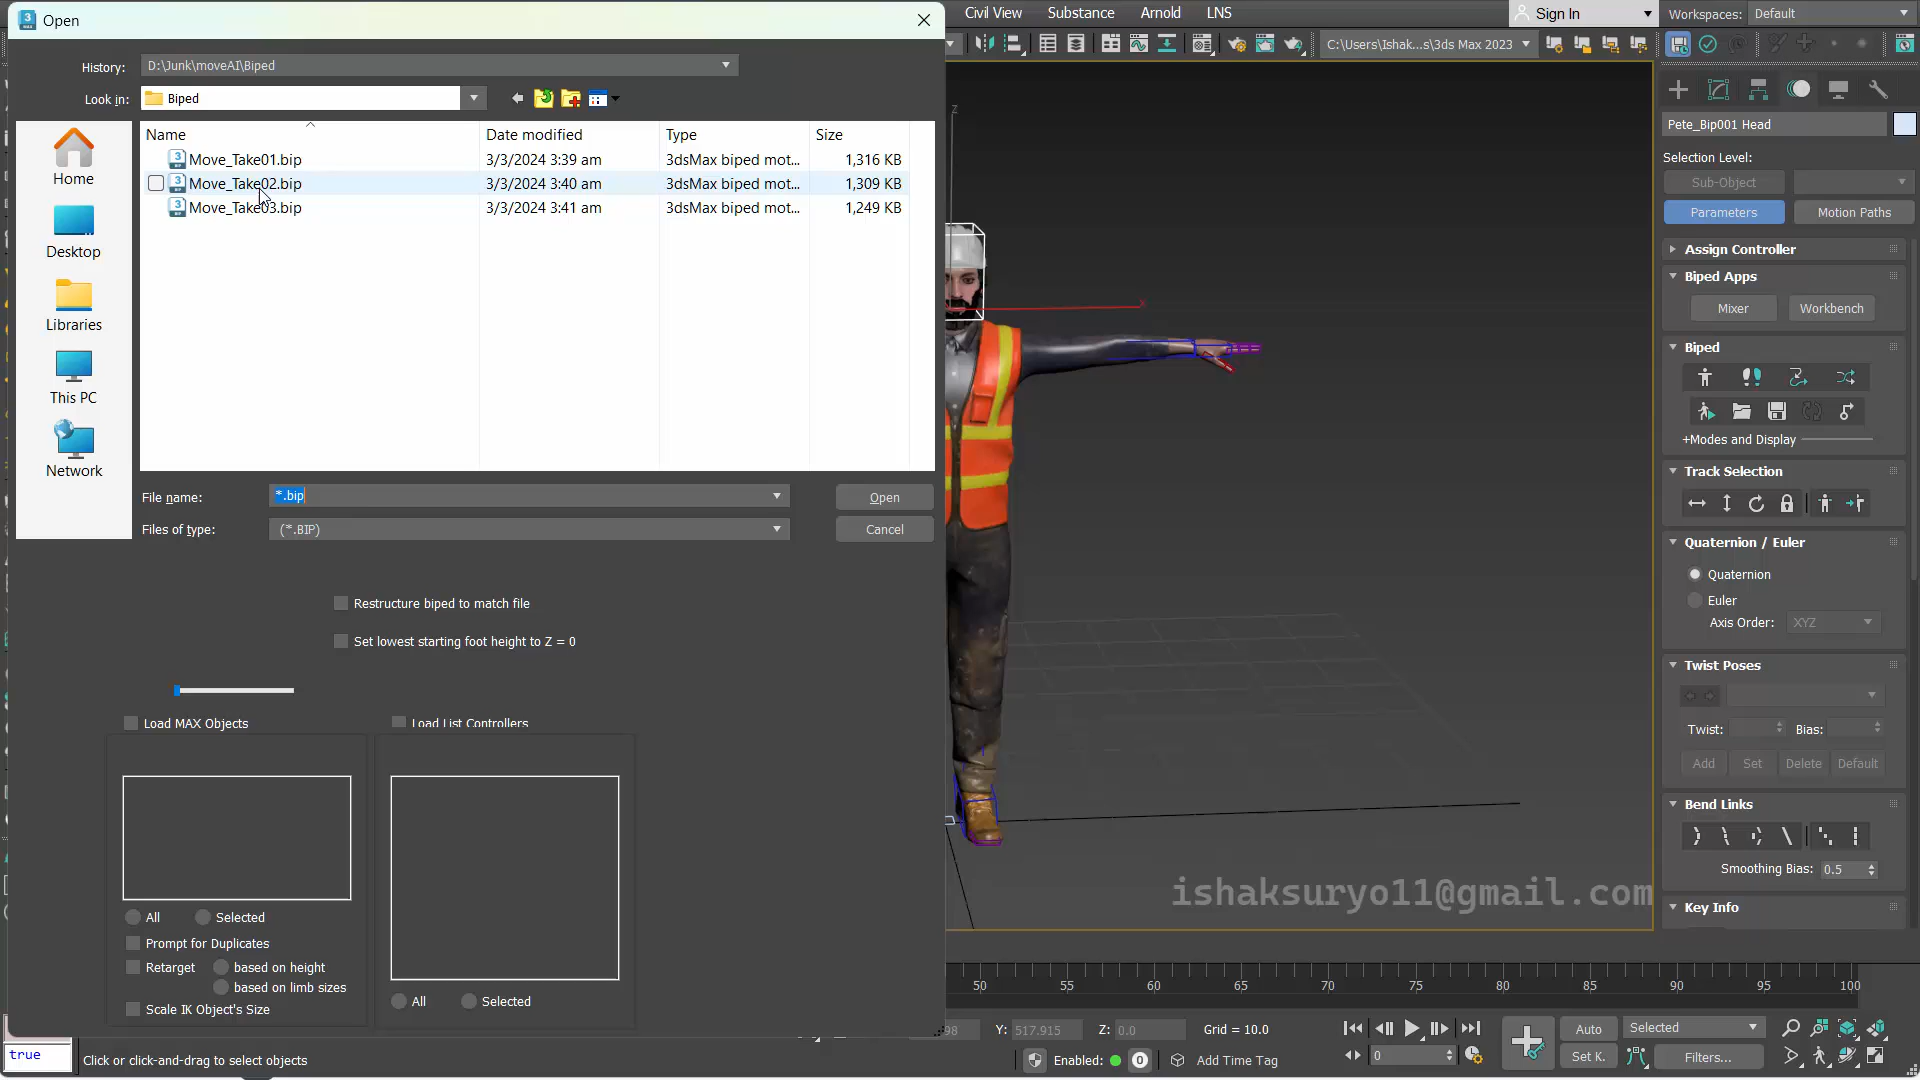 Open
Civil View
Substance
Arnold
LNS
Sign In
Workspaces:
Default
C:\Users\Ishak...s\3ds Max 2023
History:
D:\Junk\moveAI\Biped
Look in:
Biped
Home
Desktop
Libraries
This PC
Network
Name
Date modified
Type
Size
Move_Take01.bip
3/3/2024 3:39 am
3dsMax biped mot...
1,316 KB
Move_Take02.bip
3/3/2024 3:40 am
3dsMax biped mot...
1,309 KB
Move_Take03.bip
3/3/2024 3:41 am
3dsMax biped mot...
1,249 KB
File name:
*.bip
Open
Files of type:
(*.BIP)
Cancel
Restructure biped to match file
Set lowest starting foot height to Z = 0
Load MAX Objects
Load List Controllers
All
Selected
Prompt for Duplicates
Retarget
based on height
based on limb sizes
Scale IK Object's Size
All
Selected
z
x
Pete_Bip001 Head
Selection Level:
Sub-Object
Parameters
Motion Paths
Assign Controller
Biped Apps
Mixer
Workbench
Biped
+Modes and Display
Track Selection
Quaternion / Euler
Quaternion
Euler
Axis Order:
XYZ
Twist Poses
Twist:
Bias:
Add
Set
Delete
Default
Bend Links
Smoothing Bias:
0.5
Key Info
ishaksuryo11@gmail.com
50
55
60
65
70
75
80
85
90
95
100
98
Y:
517.915
Z:
0.0
Grid = 10.0
Auto
Selected
true
Click or click-and-drag to select objects
Enabled:
0
Add Time Tag
0
Set K.
Filters...